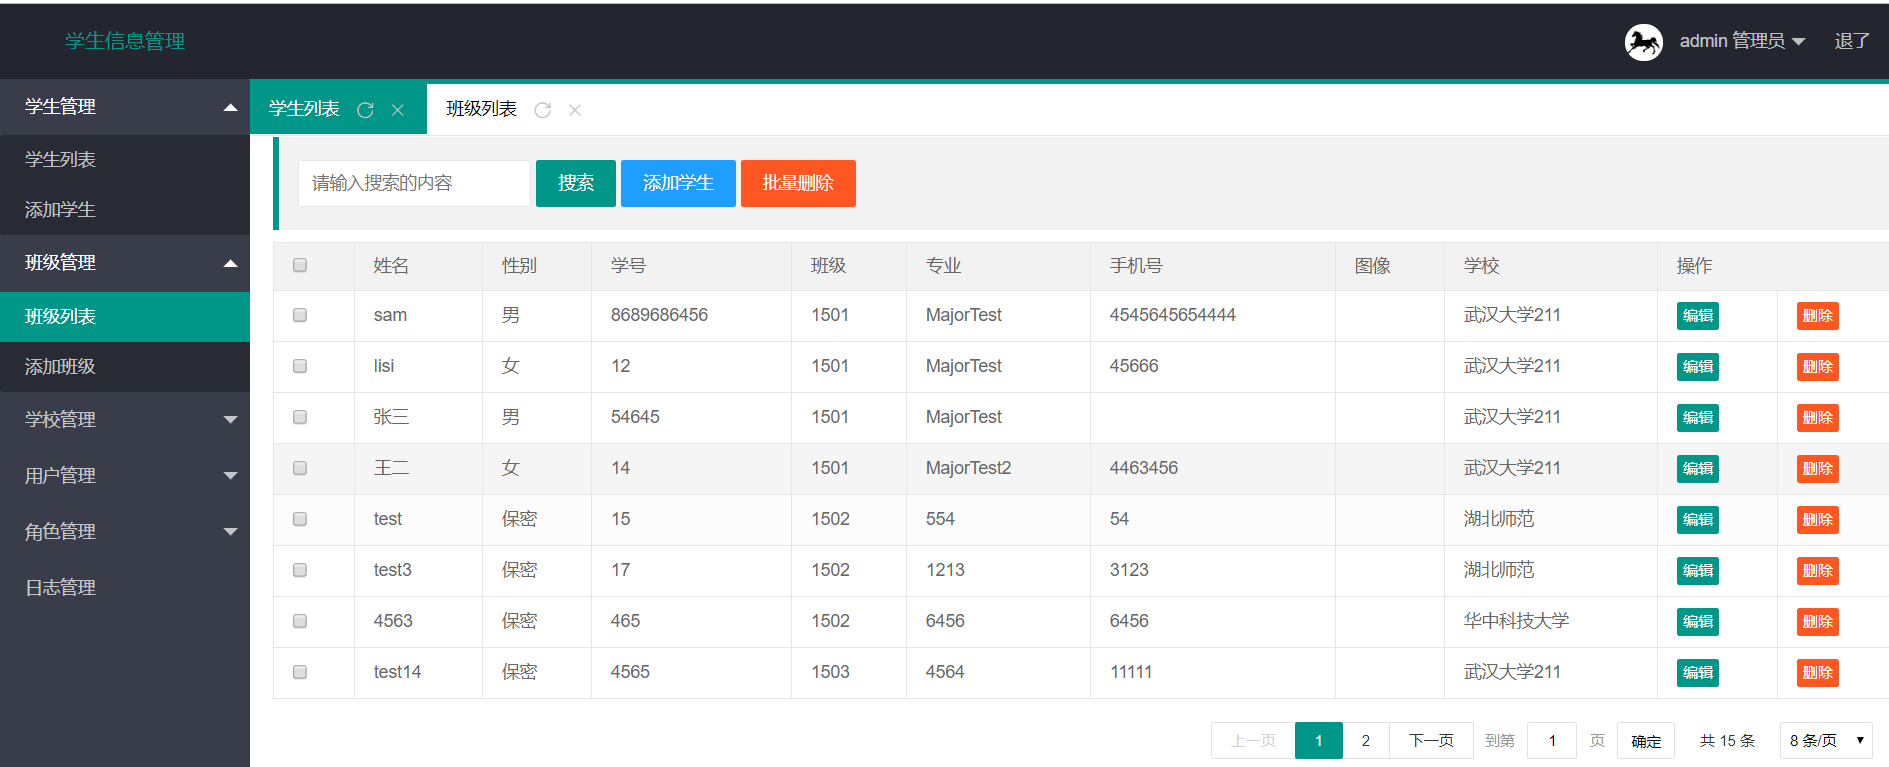 学生信息管理
admin 管理员 退了
学生管理
学生列表
添加学生
班级管理
班级列表
添加班级
学校管理
用户管理
角色管理
日志管理
学生列表 班级列表
请输入搜索的内容 搜索 添加学生 批量删除
姓名 性别 学号 班级 专业 手机号 图像 学校 操作
sam 男 8689686456 1501 MajorTest 4545645654444 武汉大学211 编辑 删除
lisi 女 12 1501 MajorTest 45666 武汉大学211 编辑 删除
张三 男 54645 1501 MajorTest 武汉大学211 编辑 删除
王二 女 14 1501 MajorTest2 4463456 武汉大学211 编辑 删除
test 保密 15 1502 554 54 湖北师范 编辑 删除
test3 保密 17 1502 1213 3123 湖北师范 编辑 删除
4563 保密 465 1502 6456 6456 华中科技大学 编辑 删除
test14 保密 4565 1503 4564 11111 武汉大学211 编辑 删除
上一页 1 2 下一页 到第 1 页 确定 共 15 条 8 条/页